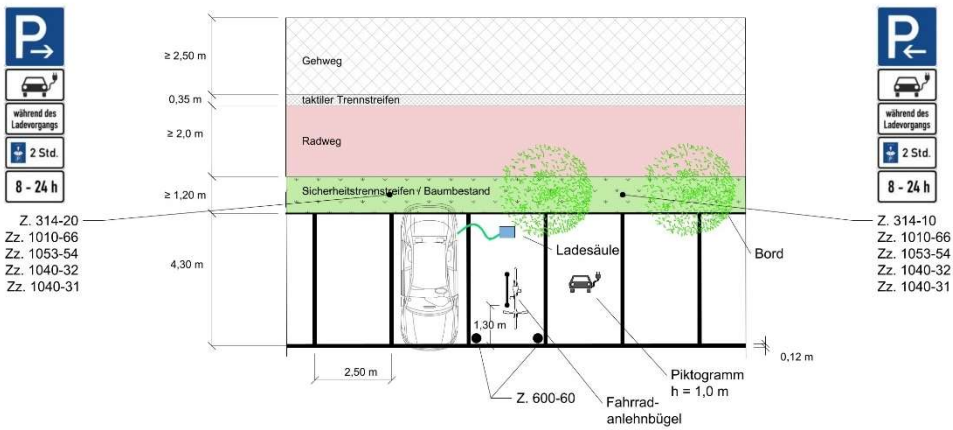 P
während des
Ladevorgangs
2 Std.
8 - 24 h
Z. 314-20
Zz. 1010-66
Zz. 1053-54
Zz. 1040-32
Zz. 1040-31
≥ 2,50 m
0,35 m
≥ 2,0 m
≥ 1,20 m
4,30 m
Gehweg
taktiler Trennstreifen
Radweg
Sicherheitstrennstreifen / Baumbestand
Ladesäule
Bord
1,30 m
2,50 m
Z. 600-60
Fahrrad-
anlehnbügel
Piktogramm
h = 1,0 m
0,12 m
P
während des
Ladevorgangs
2 Std.
8 - 24 h
Z. 314-10
Zz. 1010-66
Zz. 1053-54
Zz. 1040-32
Zz. 1040-31